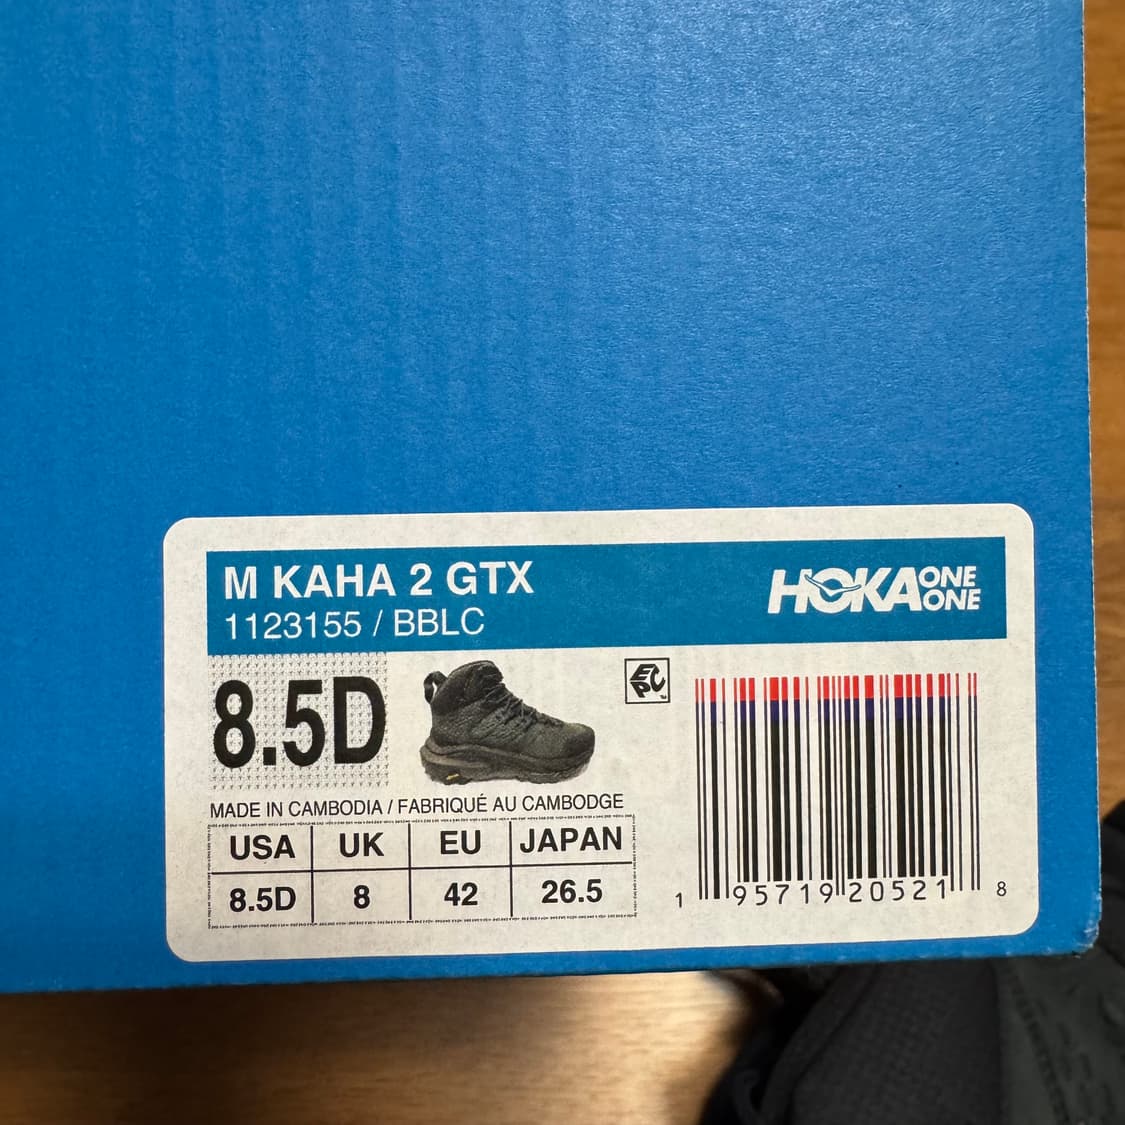 M KAHA 2 GTX
1123155 / BBLC
HOKA ONE ONE
8.5D
EPC
MADE IN CAMBODIA / FABRIQUÉ AU CAMBODGE
USA UK EU JAPAN
8.5D 8 42 26.5
1 95719 20521 8